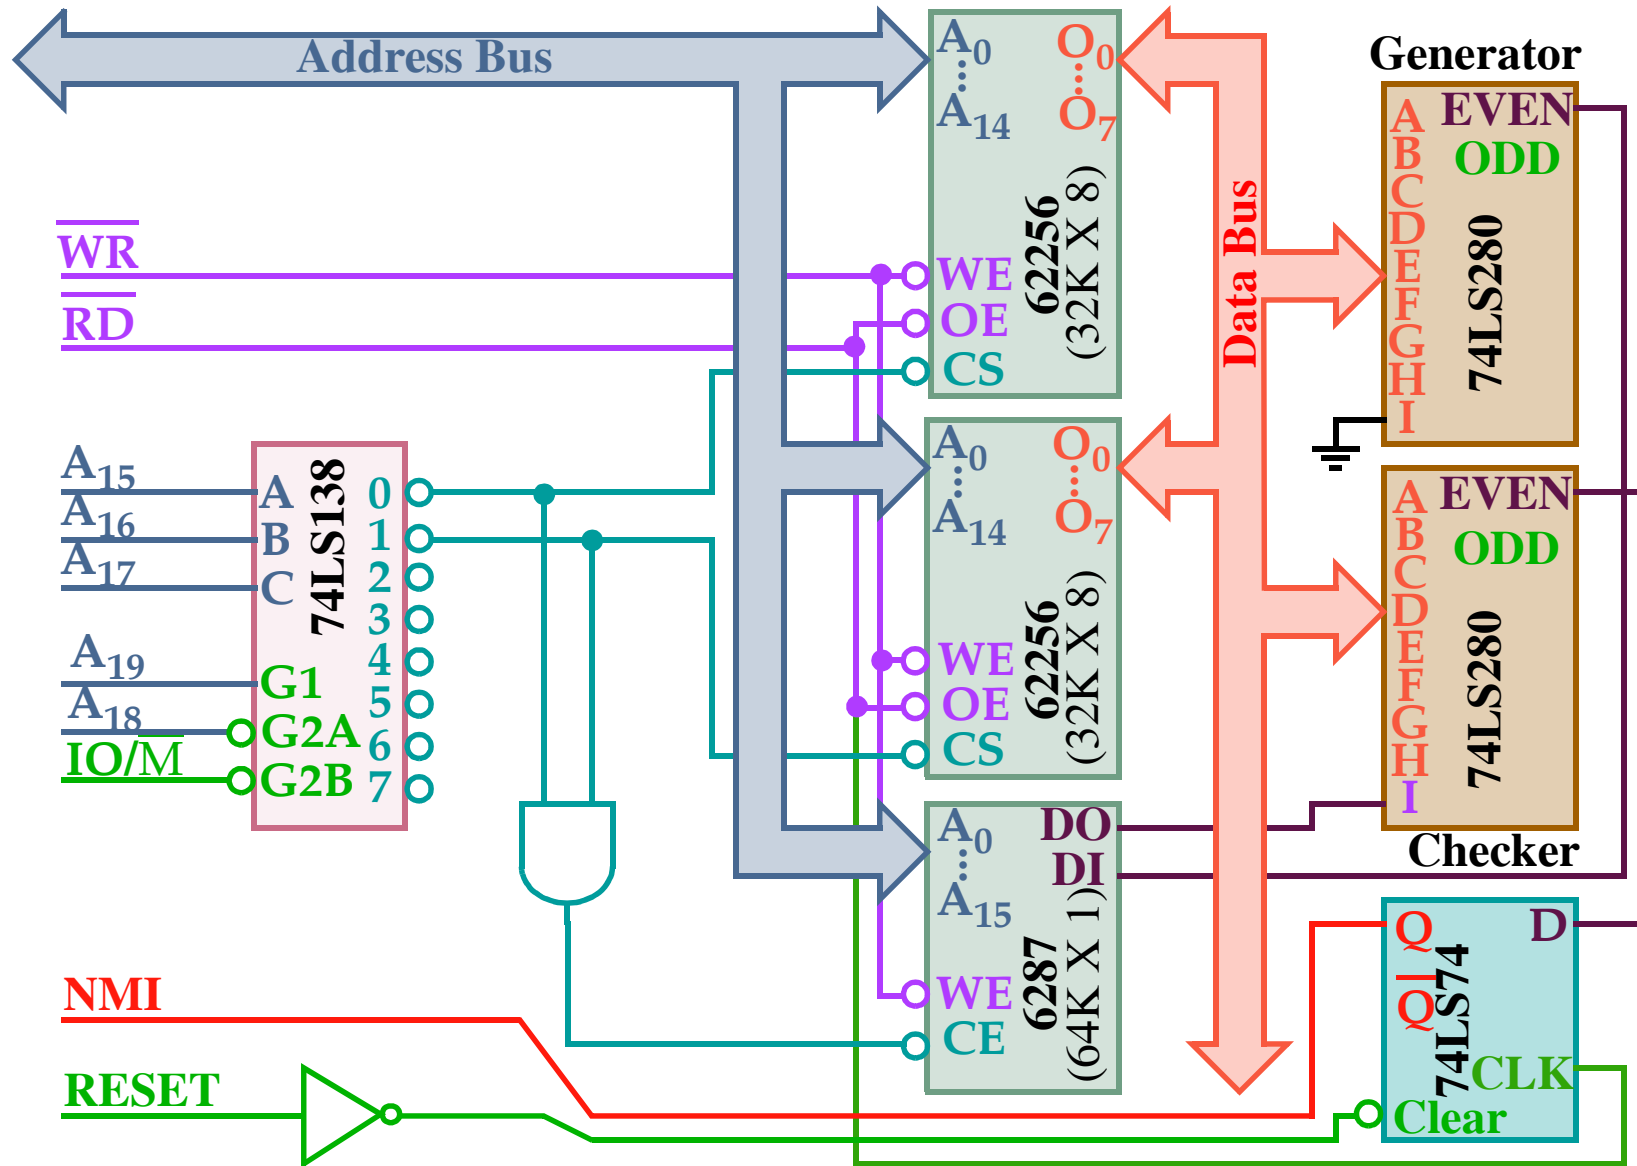 Address Bus
A0
A14
O0
O7
62256
(32K X 8)
WE
OE
CS
Data Bus
Generator
A
B
C
D
E
F
G
H
I
EVEN
ODD
74LS280
W̅R̅
R̅D̅
A15
A16
A17
A19
A18
IO/M̅
A
B
C
G1
G2A
G2B
74LS138
0
1
2
3
4
5
6
7
A0
A14
O0
O7
62256
(32K X 8)
WE
OE
CS
A
B
C
D
E
F
G
H
I
EVEN
ODD
74LS280
Checker
A0
A15
DO
DI
6287
(64K X 1)
WE
CE
Q
Q̅
D
74LS74
CLK
Clear
NMI
RESET